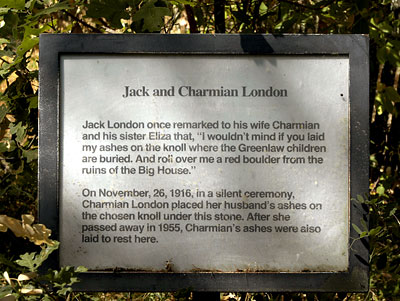 Jack and Charmian London
Jack London once remarked to his wife Charmian
and his sister Eliza that, "I wouldn't mind if you laid
my ashes on the knoll where the Greenlaw children
are buried. And roll over me a red boulder from the
ruins of the Big House."
On November, 26, 1916, in a silent ceremony,
Charmian London placed her husband's ashes on
the chosen knoll under this stone. After she
passed away in 1955, Charmian's ashes were also
laid to rest here.